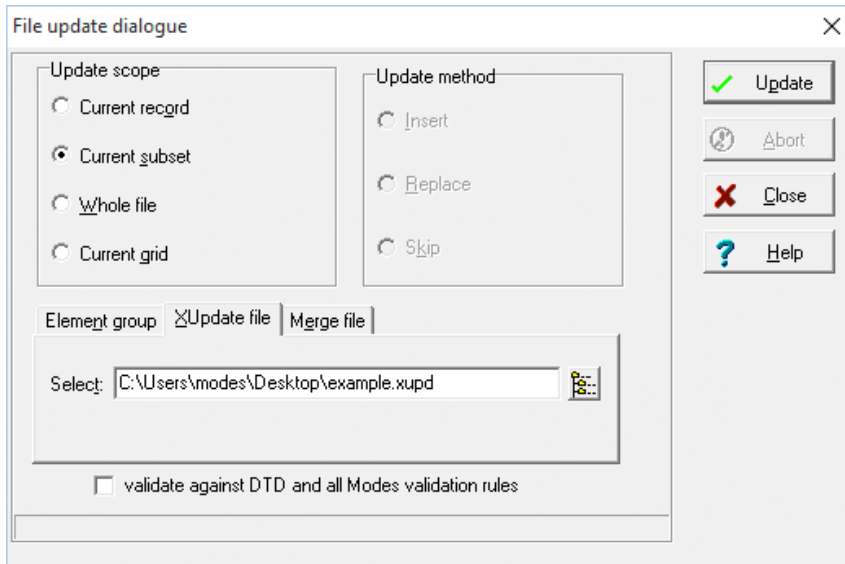 File update dialogue
Update scope
Current record
Current subset
Whole file
Current grid
Update method
Insert
Replace
Skip
Update
Abort
Close
Help
Element group
XUpdate file
Merge file
Select:
C:\Users\modes\Desktop\example.xupd
validate against DTD and all Modes validation rules